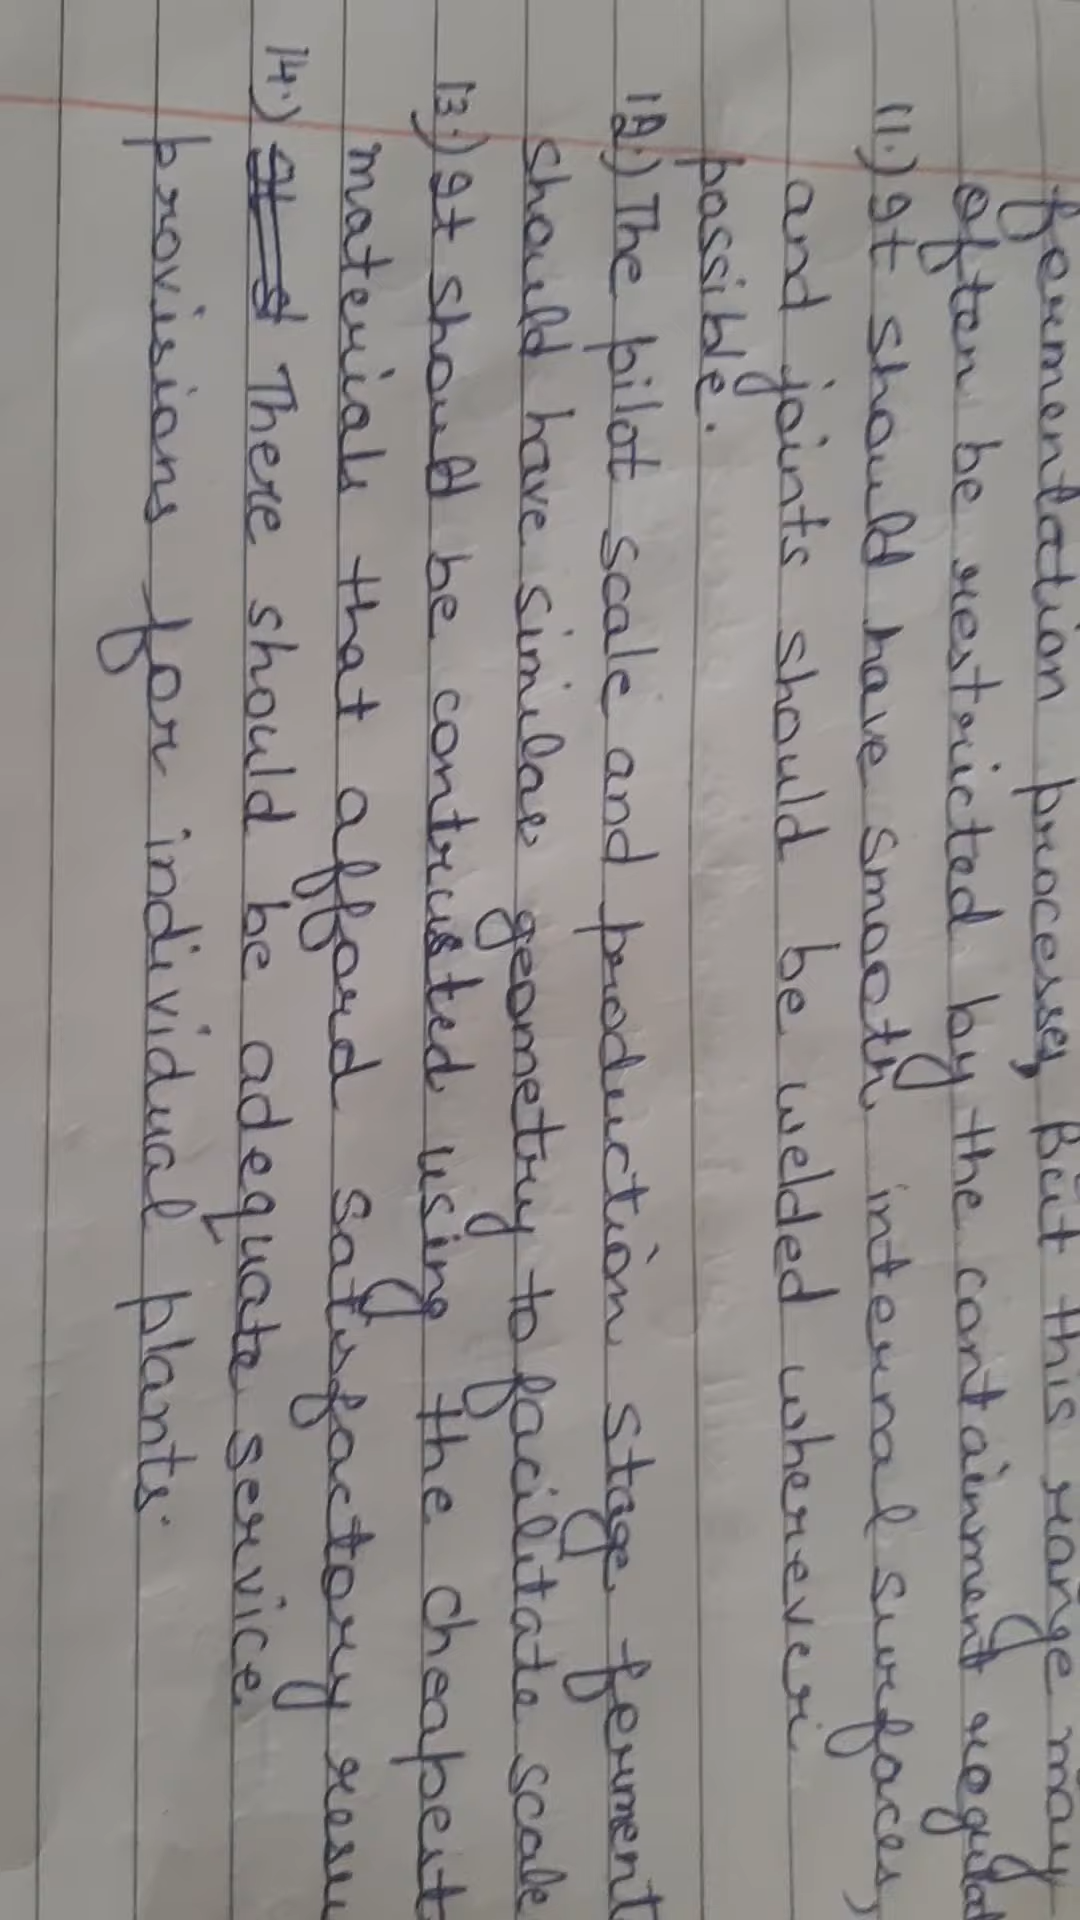 fermentation processes, But this range may
often be restricted by the containment regulat
11.) It should have smooth, internal surfaces,
and joints should be welded wherever
possible.
12.) The pilot scale and production stage ferment
should have similar geometry to facilitate scale
13.) It should be contrusted using the cheapest
materials that afford satisfactory resu
14.) There should be adequate service
provisions for individual plants.